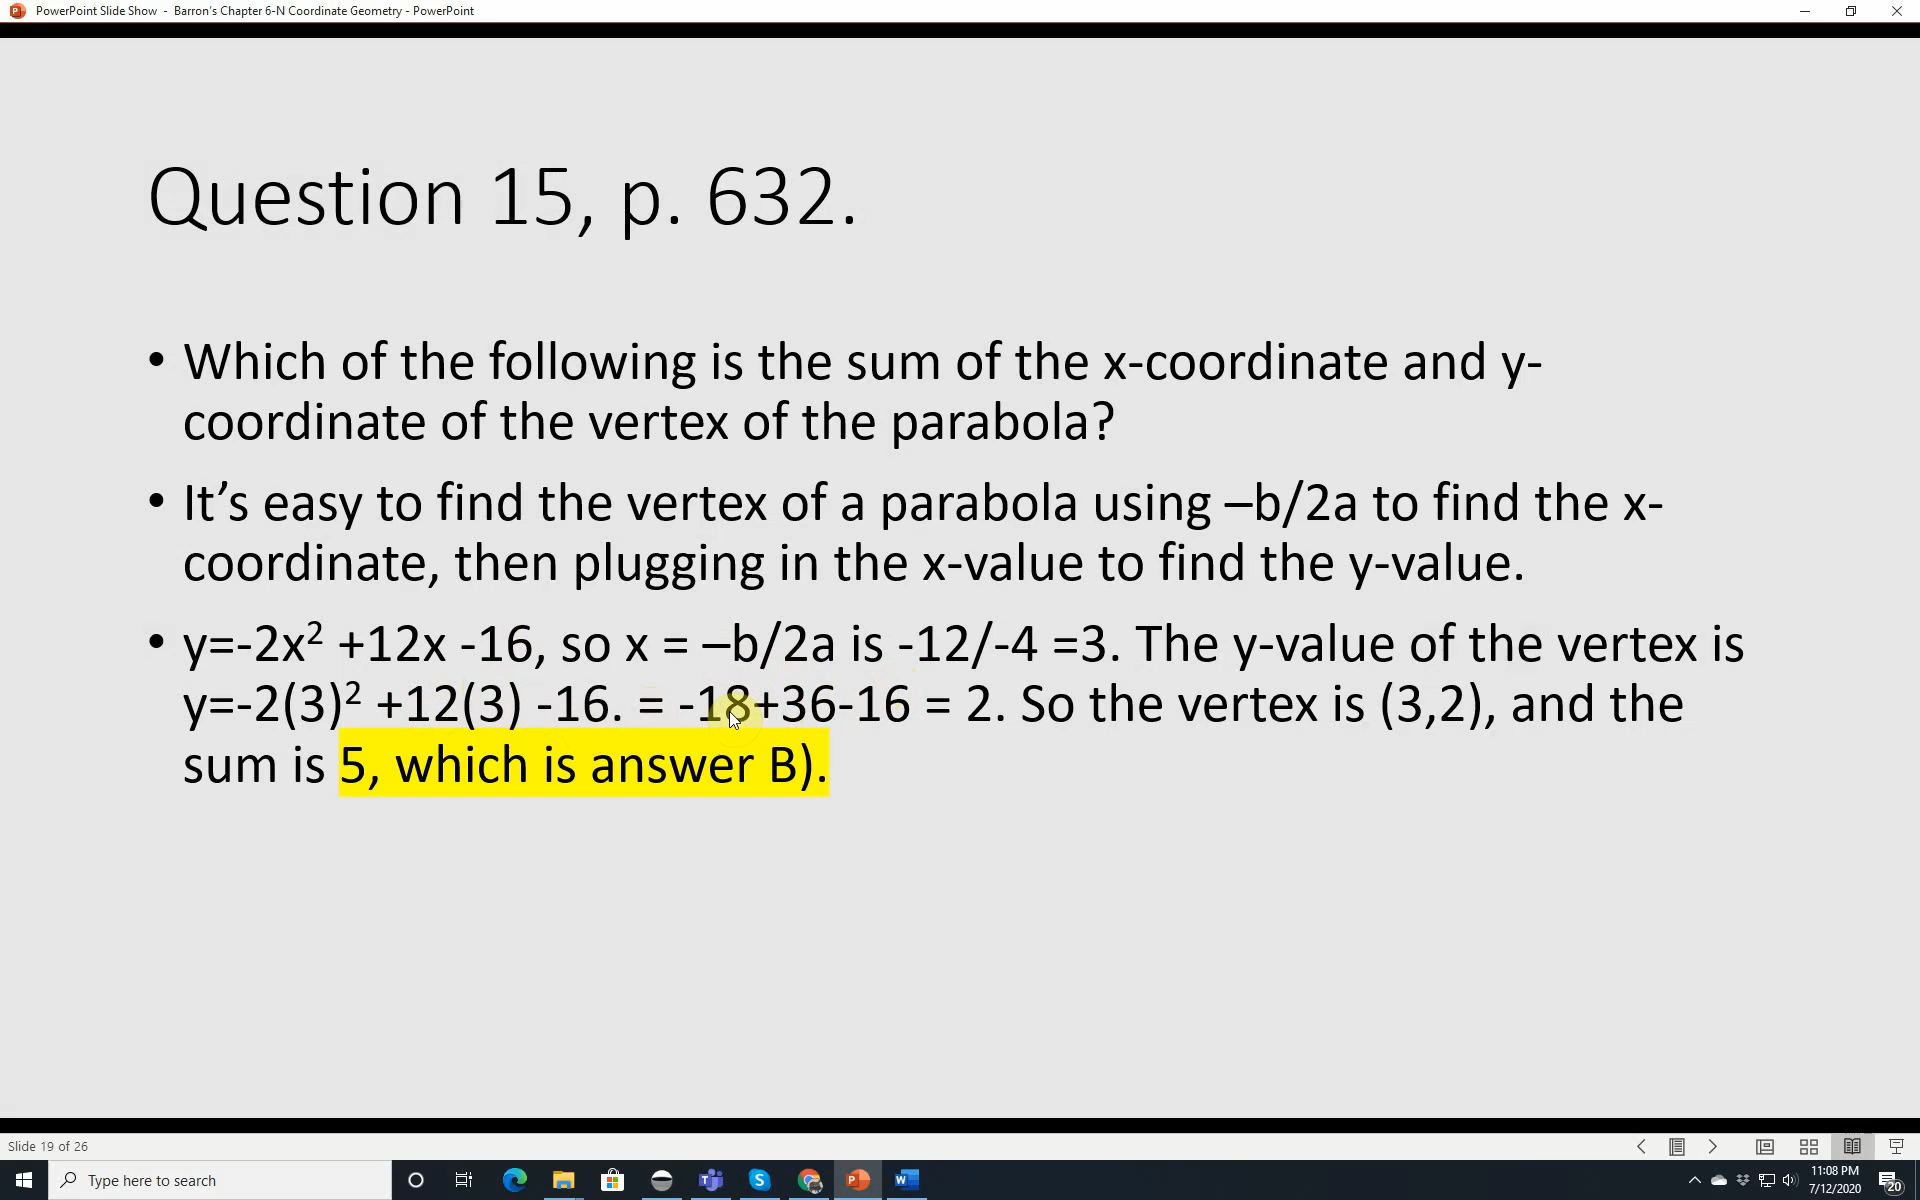 PowerPoint Slide Show - Barron's Chapter 6-N Coordinate Geometry - PowerPoint
Question 15, p. 632.
• Which of the following is the sum of the x-coordinate and y-
coordinate of the vertex of the parabola?
• It’s easy to find the vertex of a parabola using –b/2a to find the x-
coordinate, then plugging in the x-value to find the y-value.
• y=-2x² +12x -16, so x = –b/2a is -12/-4 =3. The y-value of the vertex is
y=-2(3)² +12(3) -16. = -18+36-16 = 2. So the vertex is (3,2), and the
sum is 5, which is answer B).
Slide 19 of 26
Type here to search
11:08 PM
7/12/2020
20